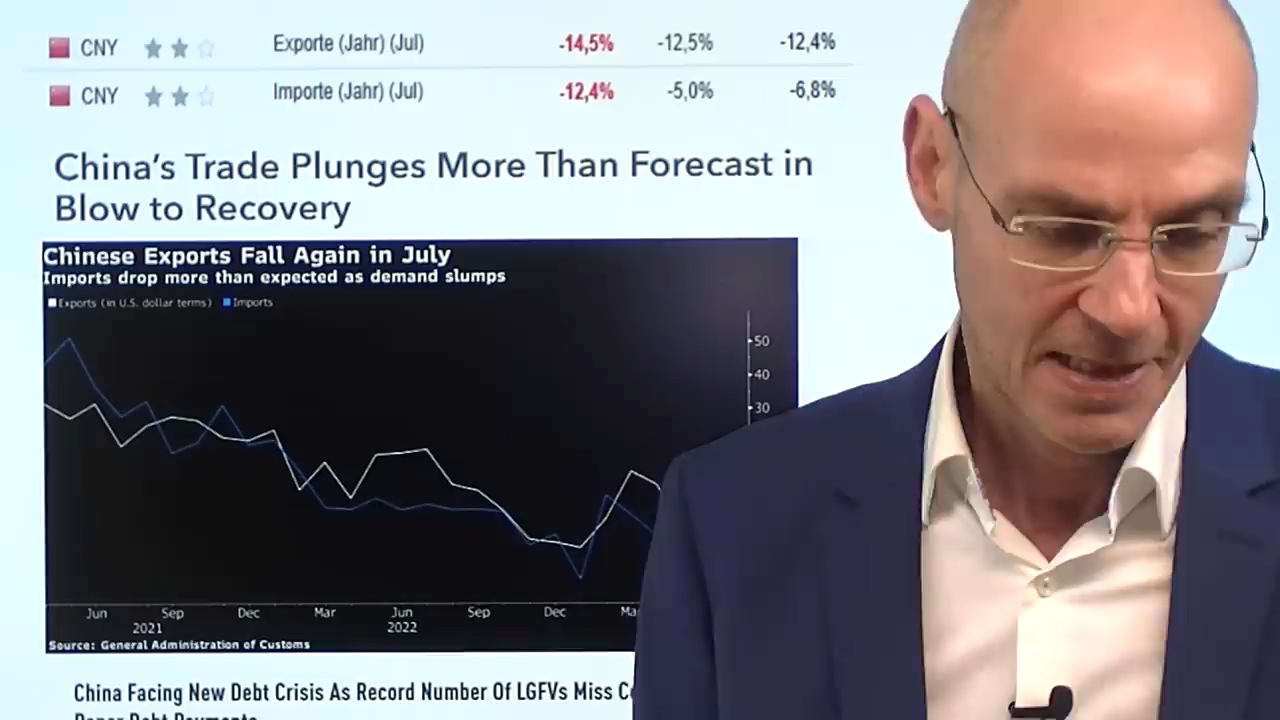 CNY Exporte (Jahr) (Jul) -14,5% -12,5% -12,4%
CNY Importe (Jahr) (Jul) -12,4% -5,0% -6,8%
China's Trade Plunges More Than Forecast in
Blow to Recovery
Chinese Exports Fall Again in July
Imports drop more than expected as demand slumps
Exports (in U.S. dollar terms) Imports
50
40
30
Jun Sep Dec Mar Jun Sep Dec
2021 2022
Source: General Administration of Customs
China Facing New Debt Crisis As Record Number Of LGFVs Miss